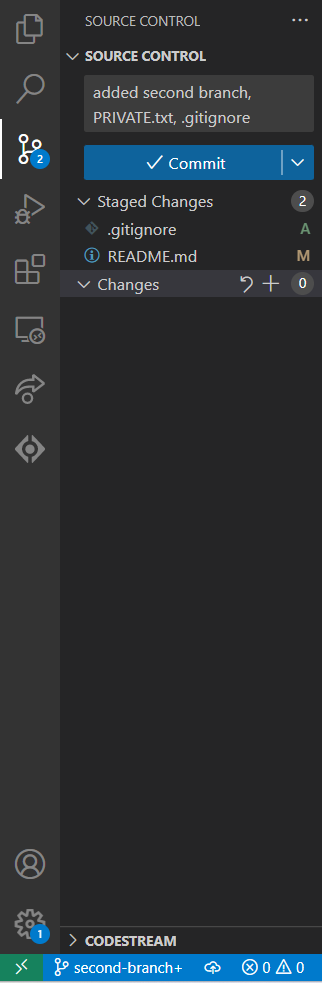 SOURCE CONTROL ...
SOURCE CONTROL
added second branch,
PRIVATE.txt, .gitignore
Commit
Staged Changes 2
.gitignore A
README.md M
Changes 0
2
1
CODESTREAM
second-branch+ 0 0